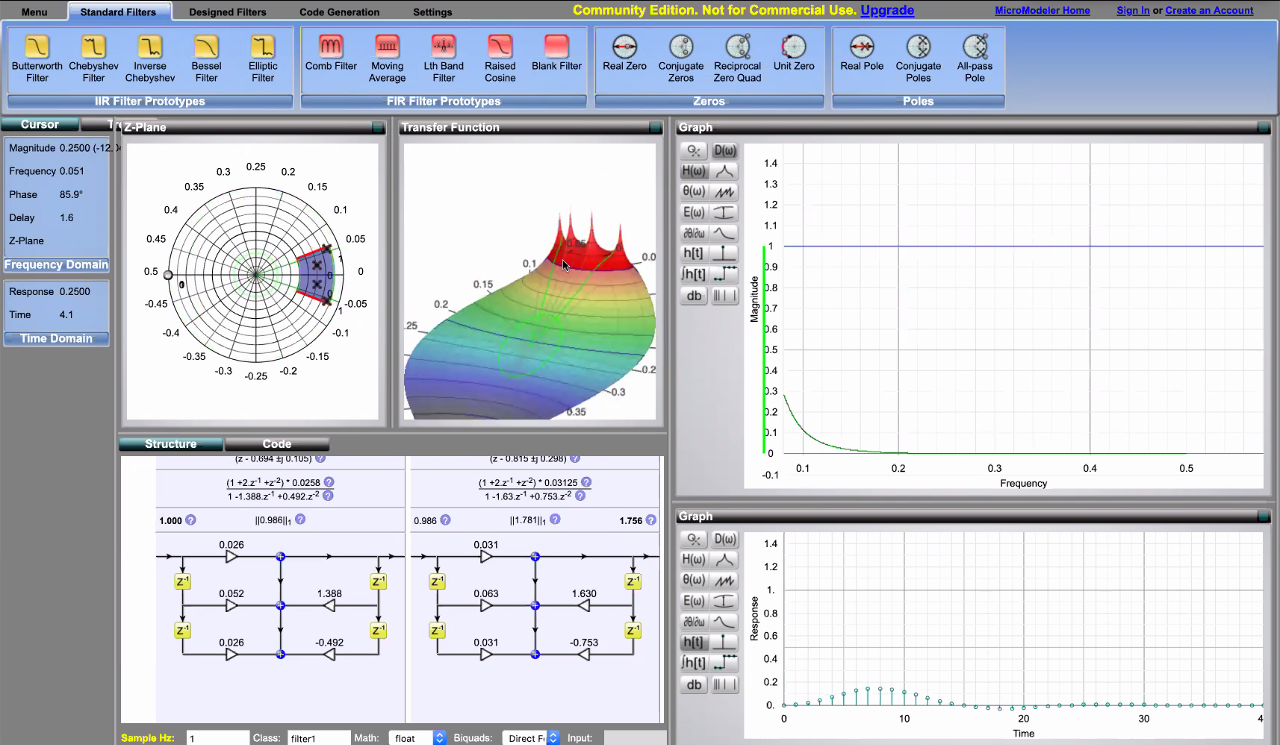 Menu
Standard Filters
Designed Filters
Code Generation
Settings
Community Edition. Not for Commercial Use. Upgrade
MicroModeler Home
Sign In or Create an Account
Butterworth Filter
Chebyshev Filter
Inverse Chebyshev
Bessel Filter
Elliptic Filter
IIR Filter Prototypes
Comb Filter
Moving Average
Lth Band Filter
Raised Cosine
Blank Filter
FIR Filter Prototypes
Real Zero
Conjugate Zeros
Reciprocal Zero Quad
Unit Zero
Zeros
Real Pole
Conjugate Poles
All-pass Pole
Poles
Cursor
Magnitude 0.2500 (-12.
Frequency 0.051
Phase 85.9°
Delay 1.6
Z-Plane
Frequency Domain
Response 0.2500
Time 4.1
Time Domain
Z-Plane
0.25
0.3 0.2
0.35 0.15
0.4 0.1
0.45 0.05
0.5 0 0
-0.45 -0.05
-0.4 -0.1
-0.35 -0.15
-0.3 -0.2
-0.25
Transfer Function
0.1
0.15
0.2
25
0.0
-0.2
-0.3
0.35
Structure
Code
(z - 0.694 ±j 0.105) ?
(1 +2.z⁻¹ +z⁻²) * 0.0258 ?
1 -1.388.z⁻¹ +0.492.z⁻² ?
1.000 ? ||0.986||₁ ?
0.026
Z⁻¹ Z⁻¹
0.052 1.388
Z⁻¹ Z⁻¹
0.026 -0.492
(z - 0.815 ±j 0.298) ?
(1 +2.z⁻¹ +z⁻²) * 0.03125 ?
1 -1.63.z⁻¹ +0.753.z⁻² ?
0.986 ? ||1.781||₁ ? 1.756 ?
0.031
Z⁻¹ Z⁻¹
0.063 1.630
Z⁻¹ Z⁻¹
0.031 -0.753
Sample Hz: 1 Class: filter1 Math: float Biquads: Direct F Input:
Graph
D(ω)
H(ω)
θ(ω)
E(ω)
∂θ/∂ω
h[t]
∫h[t]
db
Magnitude
1.4
1.3
1.2
1.1
1
0.9
0.8
0.7
0.6
0.5
0.4
0.3
0.2
0.1
0
-0.1
0.1 0.2 0.3 0.4 0.5
Frequency
Graph
D(ω)
H(ω)
θ(ω)
E(ω)
∂θ/∂ω
h[t]
∫h[t]
db
Response
1.4
1.2
1.
0.8
0.6
0.4
0.2
0.
0 10 20 30 4
Time